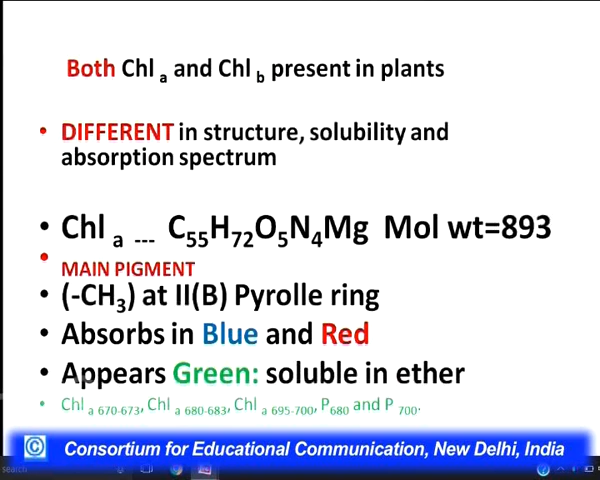 Both Chl a and Chl b present in plants
• DIFFERENT in structure, solubility and
absorption spectrum
• Chl a --- C55H72O5N4Mg Mol wt=893
• MAIN PIGMENT
• (-CH3) at II(B) Pyrolle ring
• Absorbs in Blue and Red
• Appears Green: soluble in ether
• Chl a 670-673, Chl a 680-683, Chl a 695-700, P680 and P 700.
© Consortium for Educational Communication, New Delhi, India
search